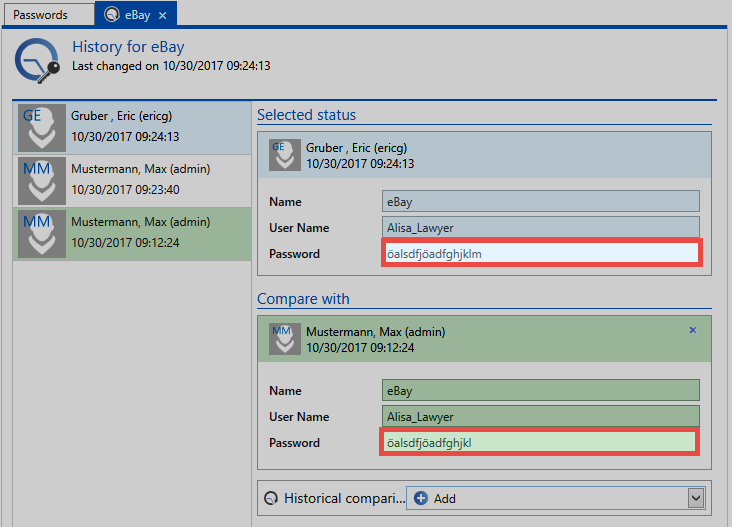 Passwords
eBay ×
History for eBay
Last changed on 10/30/2017 09:24:13
GE
Gruber , Eric (ericg)
10/30/2017 09:24:13
MM
Mustermann, Max (admin)
10/30/2017 09:23:40
MM
Mustermann, Max (admin)
10/30/2017 09:12:24
Selected status
GE
Gruber , Eric (ericg)
10/30/2017 09:24:13
Name eBay
User Name Alisa_Lawyer
Password öalsdfjöadfghjklm
Compare with
MM
Mustermann, Max (admin) ×
10/30/2017 09:12:24
Name eBay
User Name Alisa_Lawyer
Password öalsdfjöadfghjkl
Historical compari... Add